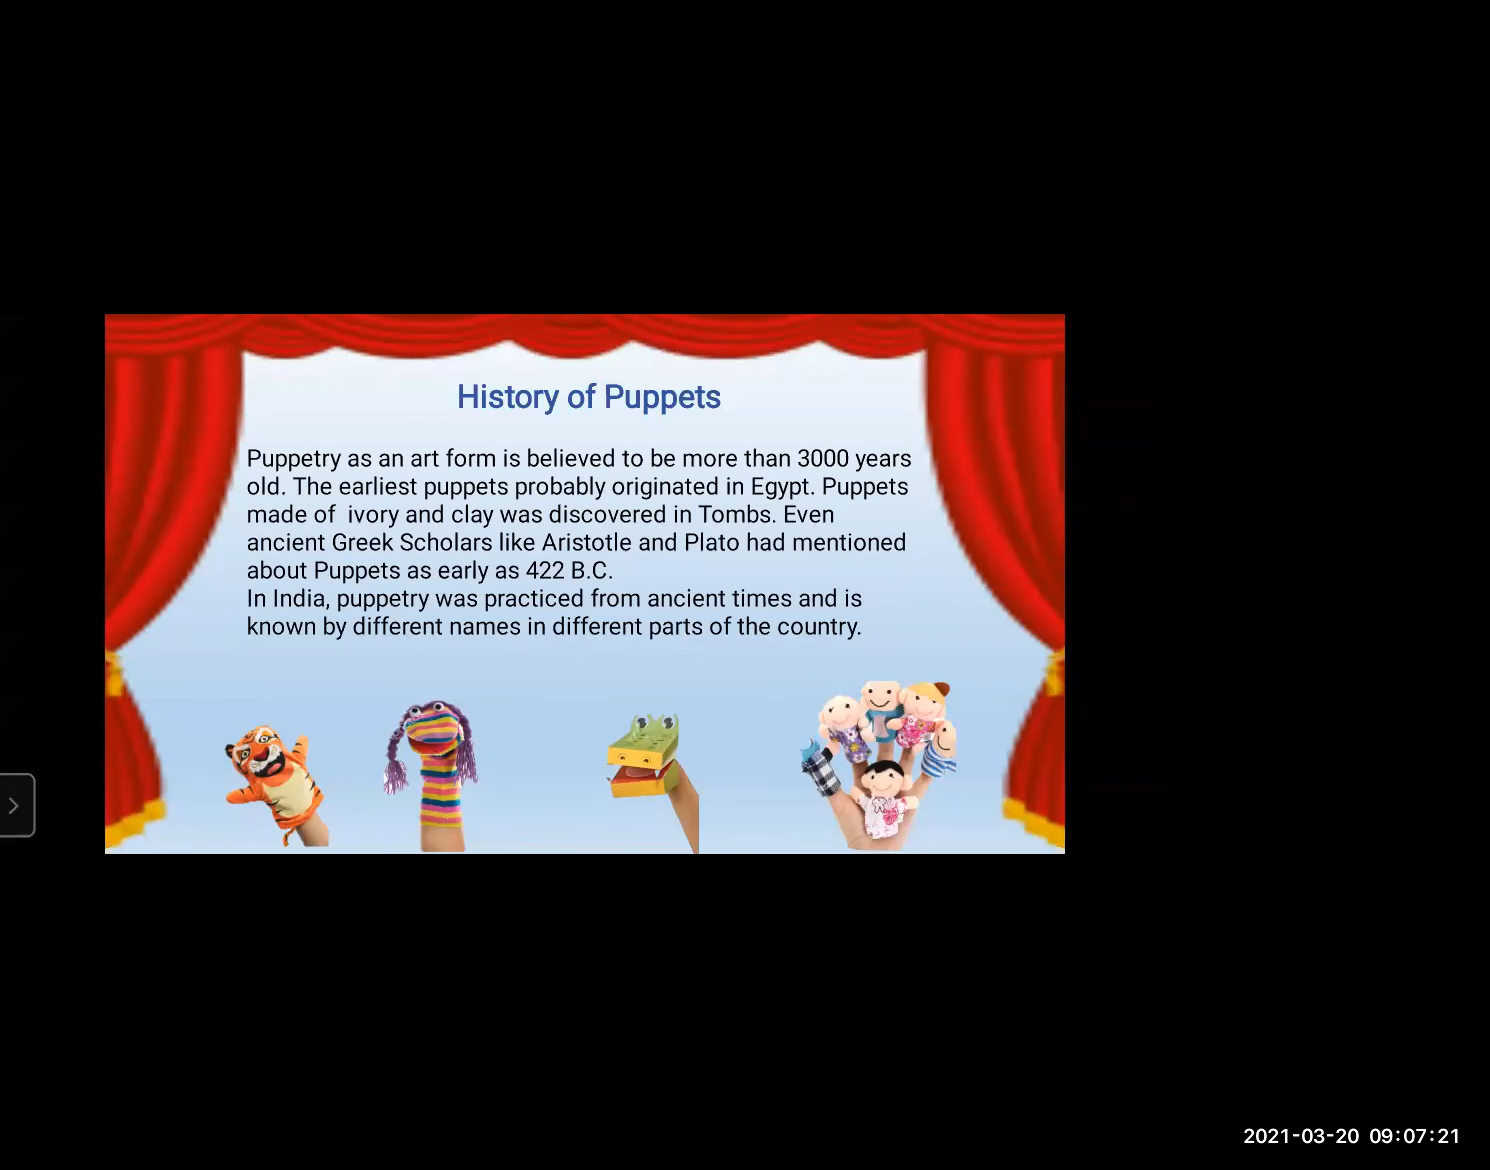 History of Puppets
Puppetry as an art form is believed to be more than 3000 years
old. The earliest puppets probably originated in Egypt. Puppets
made of  ivory and clay was discovered in Tombs. Even
ancient Greek Scholars like Aristotle and Plato had mentioned
about Puppets as early as 422 B.C.
In India, puppetry was practiced from ancient times and is
known by different names in different parts of the country.
2021-03-20 09:07:21